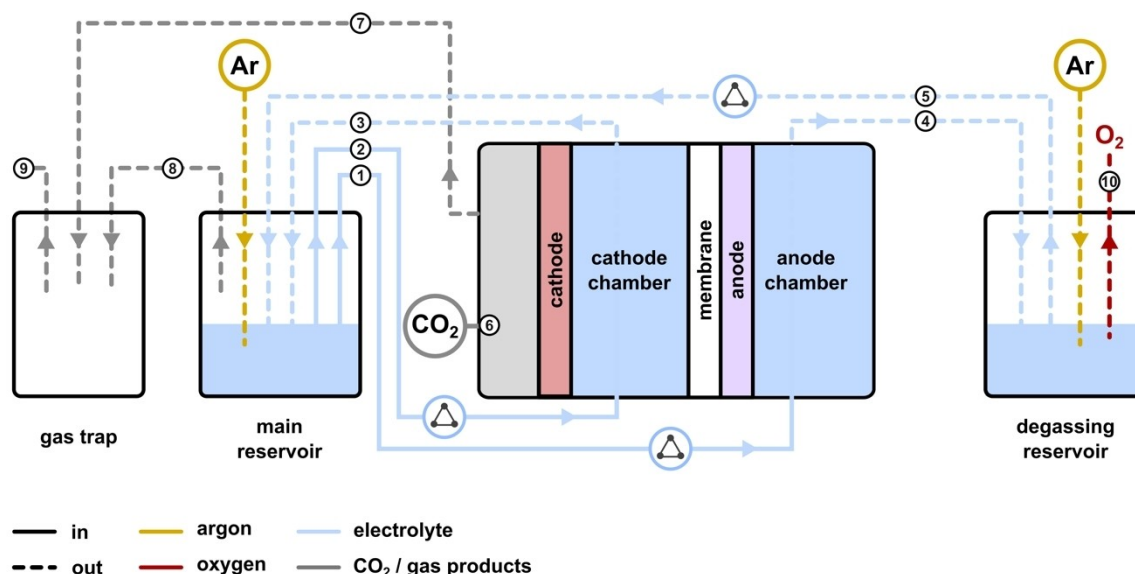 7
Ar
Ar
5
3
4
2
O₂
9
8
1
10
cathode
cathode
chamber
membrane
anode
anode
chamber
CO₂
6
gas trap
main
reservoir
degassing
reservoir
in
argon
electrolyte
out
oxygen
CO₂ / gas products